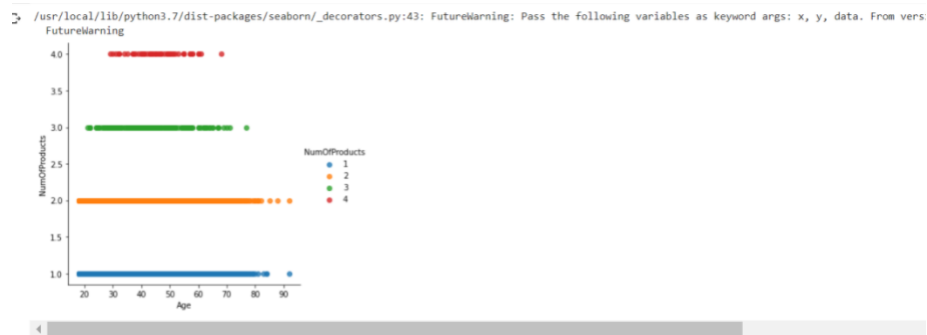 /usr/local/lib/python3.7/dist-packages/seaborn/_decorators.py:43: FutureWarning: Pass the following variables as keyword args: x, y, data. From
FutureWarning
4.0
3.5
3.0
2.5
2.0
1.5
1.0
NumOfProducts
20 30 40 50 60 70 80 90
Age
NumOfProducts
1
2
3
4